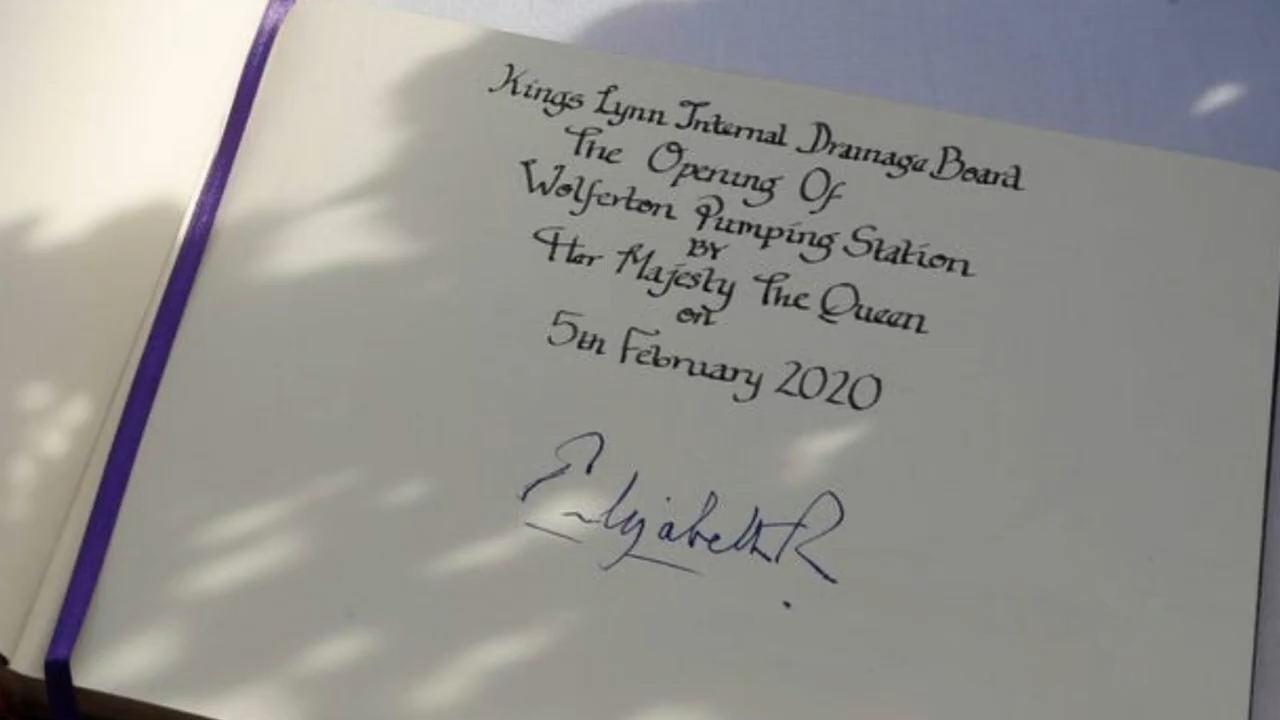 Kings Lynn Internal Drainage Board
The Opening Of
Wolferton Pumping Station
BY
Her Majesty The Queen
on
5th February 2020
Elizabeth R